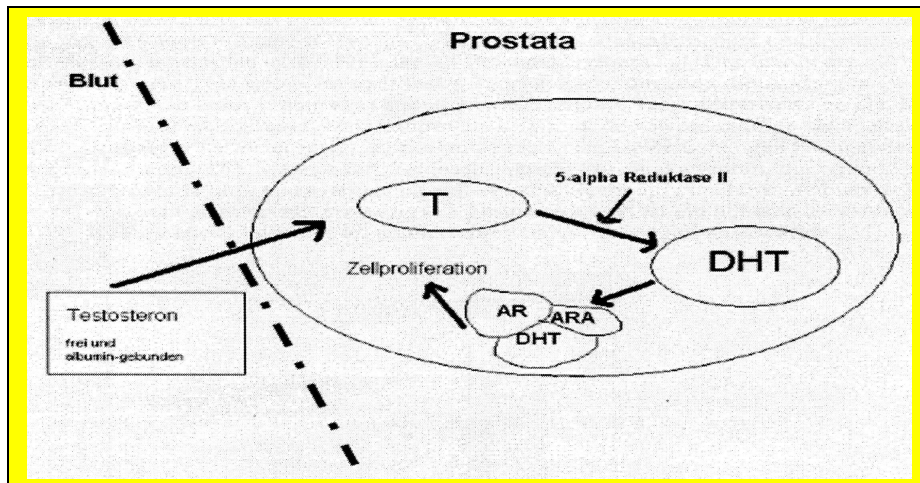 Prostata
Blut
5-alpha Reduktase II
T
DHT
Zellproliferation
AR
ARA
DHT
Testosteron
frei und
albumin-gebunden